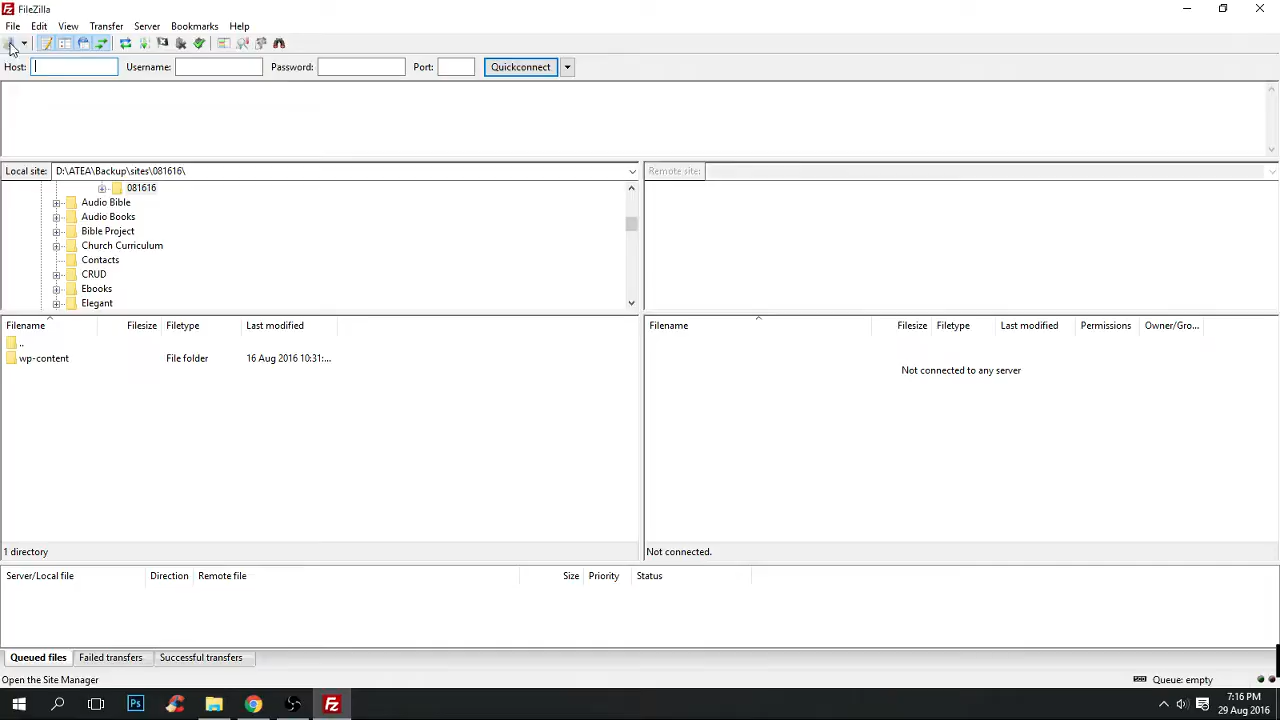 FileZilla
File Edit View Transfer Server Bookmarks Help
Host: Username: Password: Port: Quickconnect
Local site: D:\ATEA\Backup\sites\081616\
Remote site:
081616
Audio Bible
Audio Books
Bible Project
Church Curriculum
Contacts
CRUD
Ebooks
Elegant
Filename Filesize Filetype Last modified
..
wp-content File folder 16 Aug 2016 10:31:...
1 directory
Filename Filesize Filetype Last modified Permissions Owner/Gro...
Not connected to any server
Not connected.
Server/Local file Direction Remote file Size Priority Status
Queued files Failed transfers Successful transfers
Open the Site Manager
Queue: empty
Ps
Fz
7:16 PM
29 Aug 2016